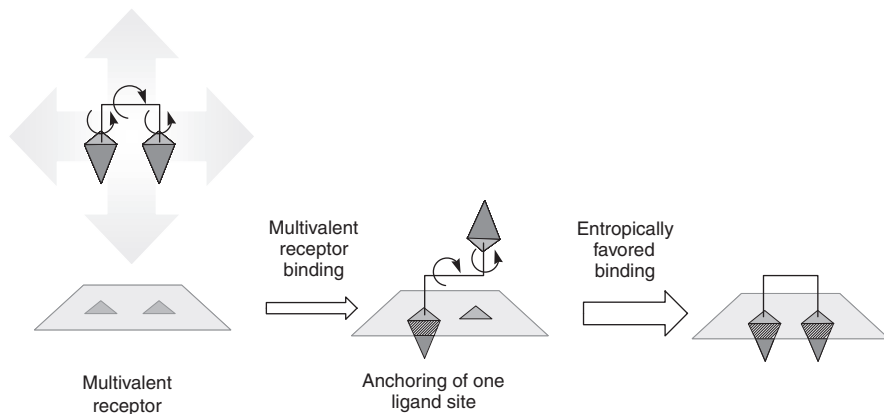 Multivalent
receptor
binding
Entropically
favored
binding
Multivalent
receptor
Anchoring of one
ligand site